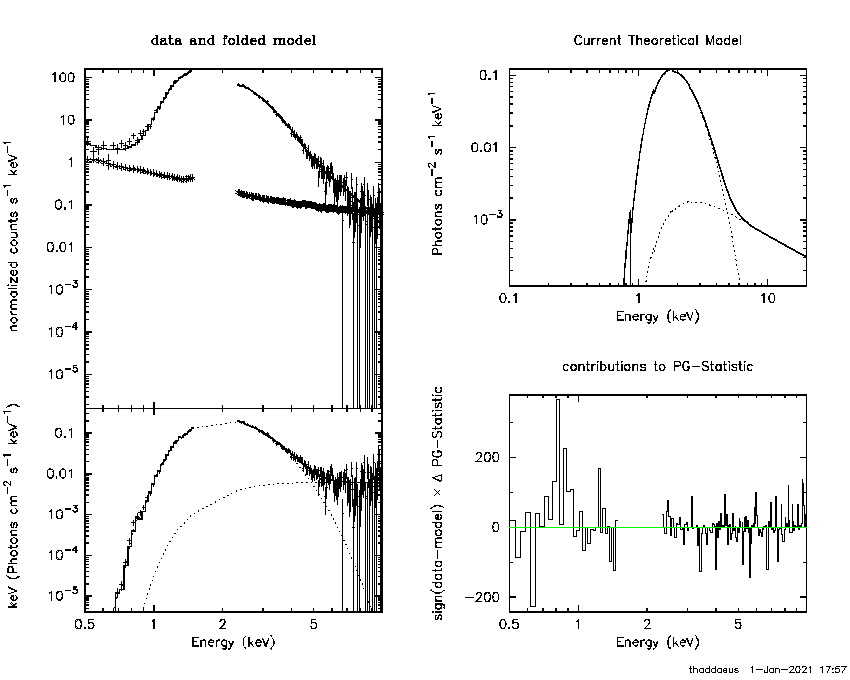 data and folded model
normalized counts s⁻¹ keV⁻¹
100
10
1
0.1
0.01
10⁻³
10⁻⁴
10⁻⁵
keV (Photons cm⁻² s⁻¹ keV⁻¹)
0.1
0.01
10⁻³
10⁻⁴
10⁻⁵
0.5 1 2 5
Energy (keV)
Current Theoretical Model
Photons cm⁻² s⁻¹ keV⁻¹
0.1
0.01
10⁻³
0.1 1 10
Energy (keV)
contributions to PG-Statistic
sign(data-model) × Δ PG-Statistic
200
0
-200
0.5 1 2 5
Energy (keV)
thaddaeus 1-Jan-2021 17:57